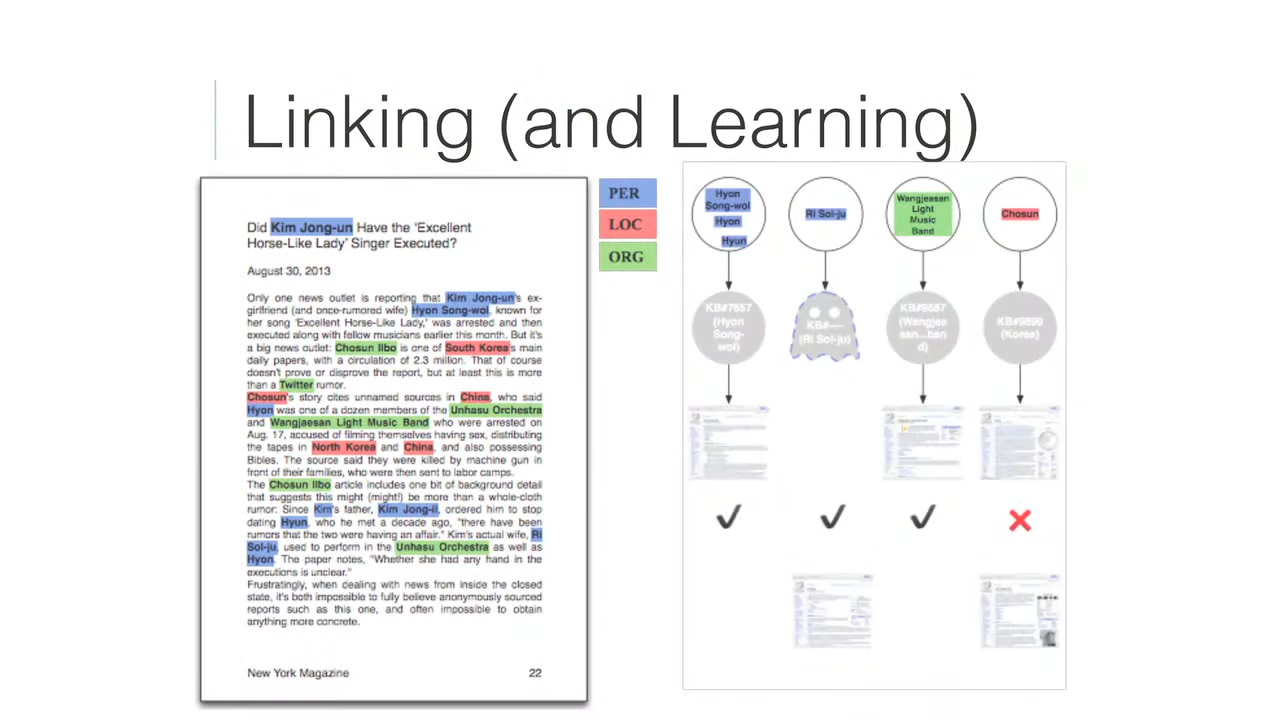 Linking (and Learning)
Did Kim Jong-un Have the ‘Excellent
Horse-Like Lady’ Singer Executed?
August 30, 2013
Only one news outlet is reporting that Kim Jong-un's ex-
girlfriend (and once-rumored wife) Hyon Song-wol, known for
her song ‘Excellent Horse-Like Lady,’ was arrested and then
executed along with fellow musicians earlier this month. But it's
a big news outlet: Chosun Ilbo is one of South Korea's main
daily papers, with a circulation of 2.3 million. That of course
doesn't prove or disprove the report, but at least this is more
than a Twitter rumor.
Chosun's story cites unnamed sources in China, who said
Hyon was one of a dozen members of the Unhasu Orchestra
and Wangjaesan Light Music Band who were arrested on
Aug. 17, accused of filming themselves having sex, distributing
the tapes in North Korea and China, and also possessing
Bibles. The source said they were killed by machine gun in
front of their families, who were then sent to labor camps.
The Chosun Ilbo article includes one bit of background detail
that suggests this might (might!) be more than a whole-cloth
rumor: Since Kim's father, Kim Jong-il, ordered him to stop
dating Hyun, who he met a decade ago, "there have been
rumors that the two were having an affair." Kim's actual wife, Ri
Sol-ju, used to perform in the Unhasu Orchestra as well as
Hyon. The paper notes, "Whether she had any hand in the
executions is unclear."
Frustratingly, when dealing with news from inside the closed
state, it's both impossible to fully believe anonymously sourced
reports such as this one, and often impossible to obtain
anything more concrete.
New York Magazine 22
PER
LOC
ORG
Hyon
Song-wol
Hyon
Hyun
Ri Sol-ju
Wangjeasan
Light
Music
Band
Chosun
KB#7657
(Hyon
Song-
wol)
KB#----
(Ri Sol-ju)
KB#8587
(Wangjee
san...ban
d)
KB#9899
(Korea)